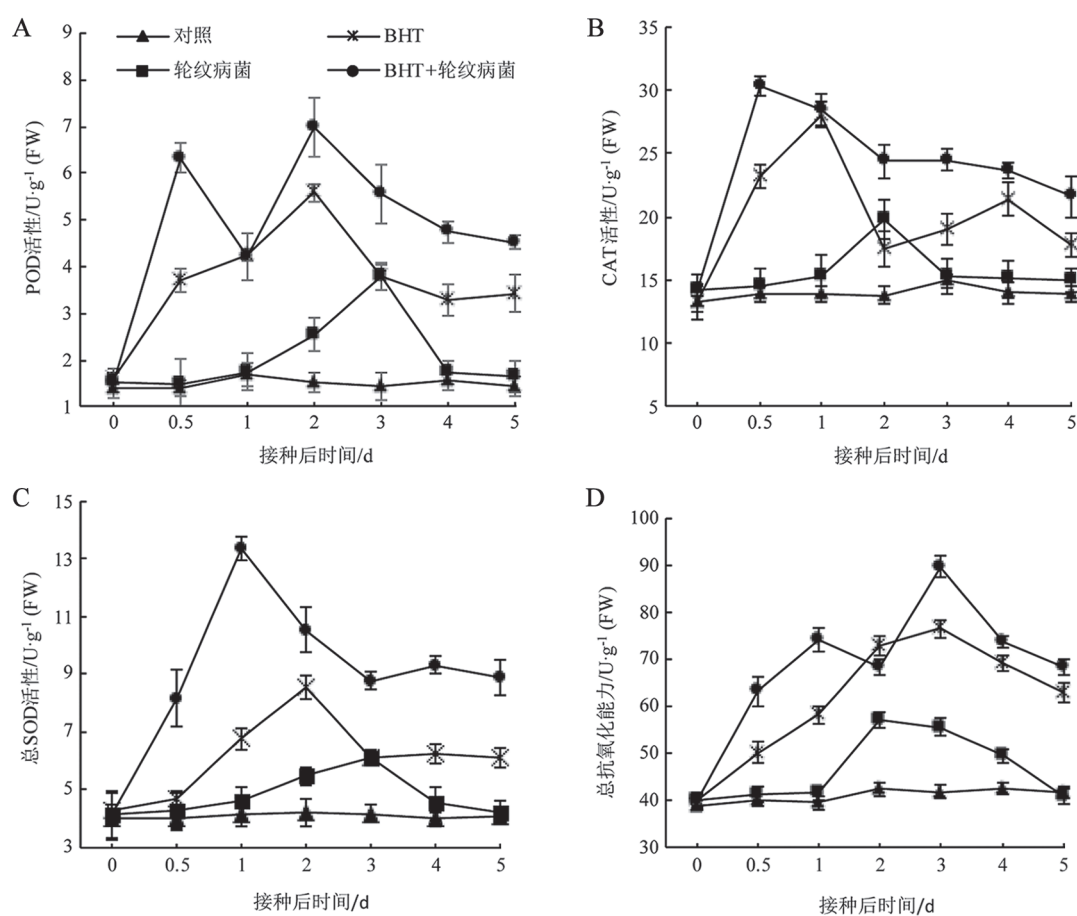 A
9
8
7
6
5
4
3
2
1
POD活性/U·g⁻¹ (FW)
对照
BHT
轮纹病菌
BHT+轮纹病菌
0 0.5 1 2 3 4 5
接种后时间/d
B
35
30
25
20
15
10
5
CAT活性/U·g⁻¹ (FW)
0 0.5 1 2 3 4 5
接种后时间/d
C
15
13
11
9
7
5
3
总SOD活性/U·g⁻¹ (FW)
0 0.5 1 2 3 4 5
接种后时间/d
D
100
90
80
70
60
50
40
30
总抗氧化能力/U·g⁻¹ (FW)
0 0.5 1 2 3 4 5
接种后时间/d